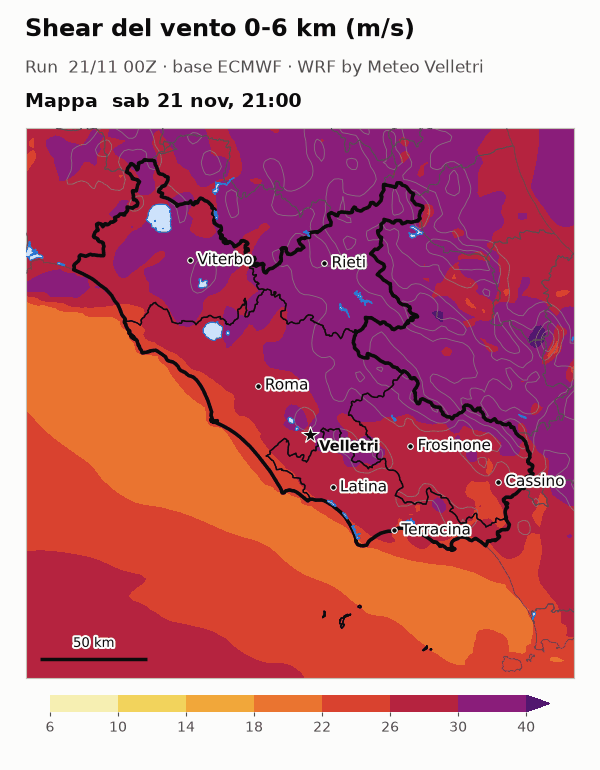 Shear del vento 0-6 km (m/s)
Run  21/11 00Z · base ECMWF · WRF by Meteo Velletri
Mappa  sab 21 nov, 21:00
Viterbo
Rieti
Roma
Velletri
Frosinone
Cassino
Latina
Terracina
50 km
6 10 14 18 22 26 30 40